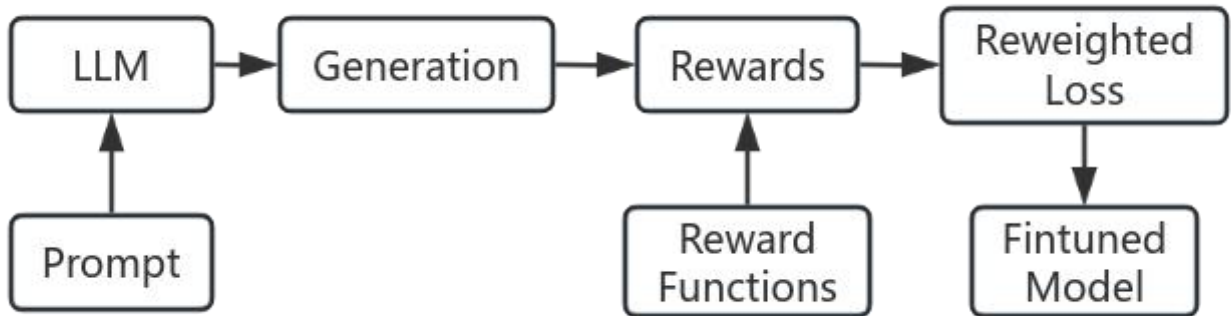 LLM
Generation
Rewards
Reweighted
Loss
Prompt
Reward
Functions
Fintuned
Model